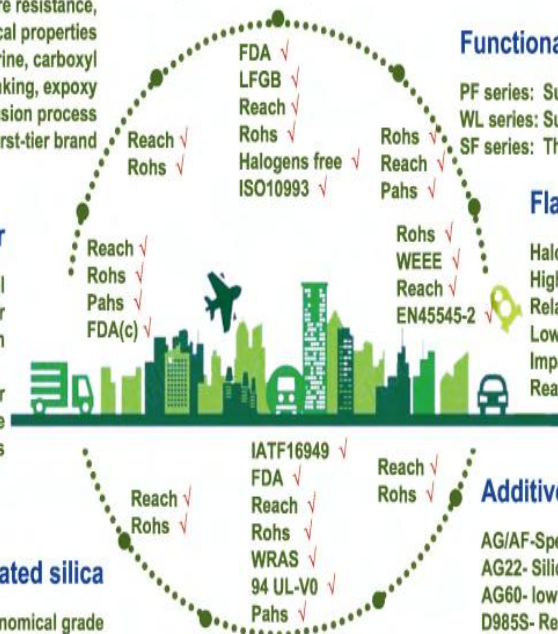 re resistance,
cal properties
rine, carboxyl
nking, expoxy
sion process
rst-tier brand
FDA √
LFGB √
Reach √
Rohs √
Halogens free √
ISO10993 √
Functiona
PF series: Su
WL series: Su
SF series: Th
Reach √
Rohs √
Rohs √
Reach √
Pahs √
Reach √
Rohs √
Pahs √
FDA(c) √
Rohs √
WEEE √
Reach √
EN45545-2 √
Fla
Halo
High
Rela
Low
Imp
Rea
r
l
r
n
r
e
s
Reach √
Rohs √
IATF16949 √
FDA √
Reach √
Rohs √
WRAS √
94 UL-V0 √
Pahs √
Reach √
Rohs √
ated silica
nomical grade
Additive
AG/AF-Spe
AG22- Silic
AG60- low
D985S- Re